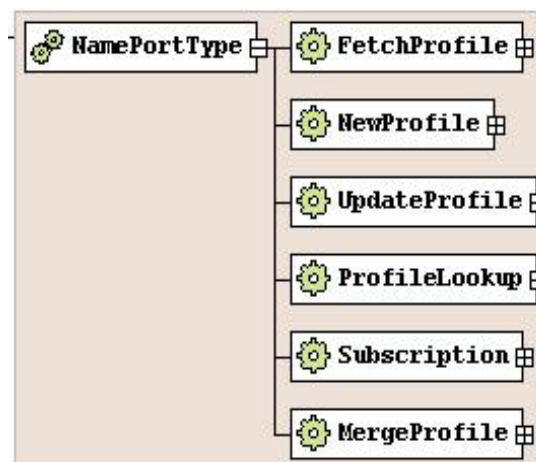 NamePortType
FetchProfile
NewProfile
UpdateProfile
ProfileLookup
Subscription
MergeProfile